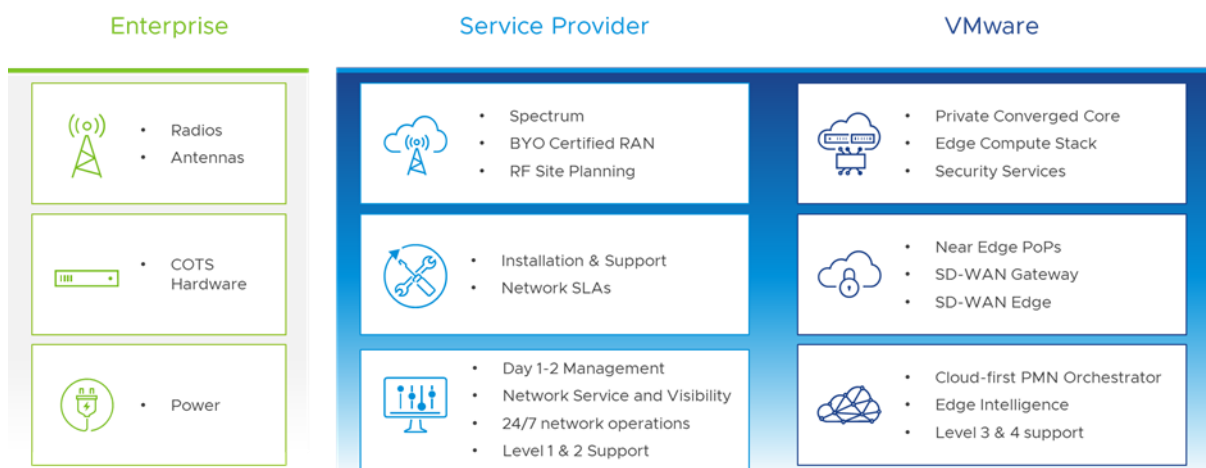 Enterprise
Service Provider
VMware
• Radios
• Antennas
• Spectrum
• BYO Certified RAN
• RF Site Planning
• Private Converged Core
• Edge Compute Stack
• Security Services
• COTS
Hardware
• Installation & Support
• Network SLAs
• Near Edge PoPs
• SD-WAN Gateway
• SD-WAN Edge
• Power
• Day 1-2 Management
• Network Service and Visibility
• 24/7 network operations
• Level 1 & 2 Support
• Cloud-first PMN Orchestrator
• Edge Intelligence
• Level 3 & 4 support